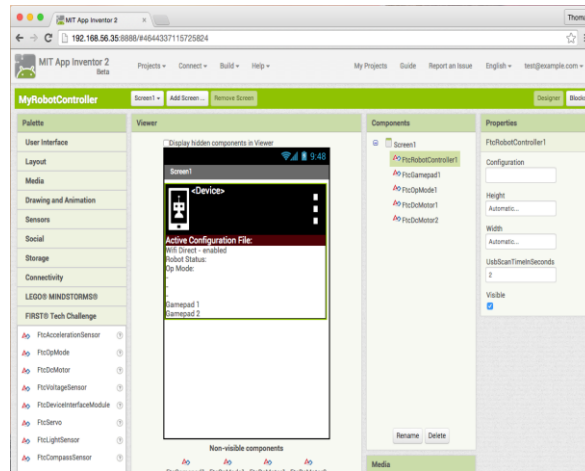 MIT App Inventor 2
Thoma
192.168.56.35:8888/#4644337115725824
MIT App Inventor 2
Beta
Projects Connect Build Help
My Projects Guide Report an Issue English test@example.com
MyRobotController
Screen1 Add Screen ... Remove Screen
Designer Blocks
Palette
User Interface
Layout
Media
Drawing and Animation
Sensors
Social
Storage
Connectivity
LEGO® MINDSTORMS®
FIRST® Tech Challenge
FtcAccelerationSensor
FtcOpMode
FtcDcMotor
FtcVoltageSensor
FtcDeviceInterfaceModule
FtcServo
FtcLightSensor
FtcCompassSensor
Viewer
Display hidden components in Viewer
9:48
Screen1
<Device>
Active Configuration File:
Wifi Direct - enabled
Robot Status:
Op Mode:
-
-
-
Gamepad 1
Gamepad 2
Non-visible components
Components
Screen1
FtcRobotController1
FtcGamepad1
FtcOpMode1
FtcDcMotor1
FtcDcMotor2
Rename Delete
Media
Properties
FtcRobotController1
Configuration
Height
Automatic...
Width
Automatic...
UsbScanTimeInSeconds
2
Visible